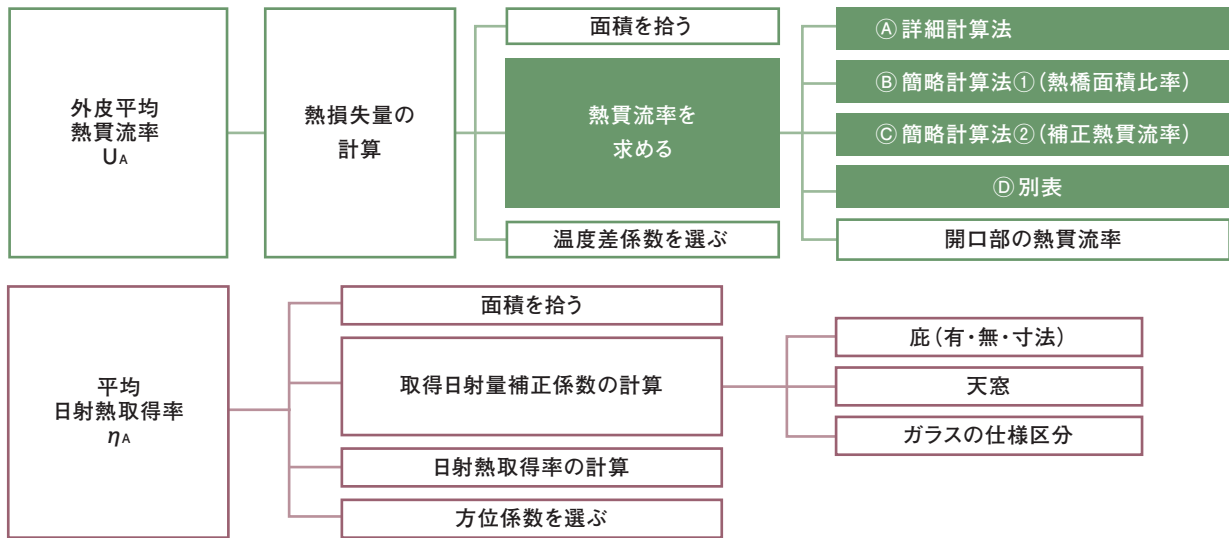 外皮平均
熱貫流率
UA
熱損失量の
計算
面積を拾う
熱貫流率を
求める
温度差係数を選ぶ
Ⓐ詳細計算法
Ⓑ簡略計算法①(熱橋面積比率)
Ⓒ簡略計算法②(補正熱貫流率)
Ⓓ別表
開口部の熱貫流率
平均
日射熱取得率
ηA
面積を拾う
取得日射量補正係数の計算
日射熱取得率の計算
方位係数を選ぶ
庇(有・無・寸法)
天窓
ガラスの仕様区分